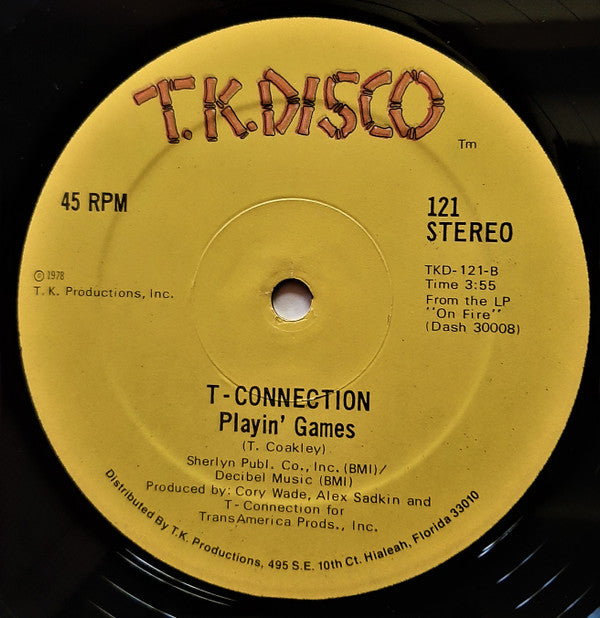 T.K.DISCO
Tm
45 RPM
121
STEREO
© 1978
T. K. Productions, Inc.
TKD-121-B
Time 3:55
From the LP
"On Fire"
(Dash 30008)
T-CONNECTION
Playin' Games
(T. Coakley)
Sherlyn Publ. Co., Inc. (BMI)/
Decibel Music (BMI)
Produced by: Cory Wade, Alex Sadkin and
T-Connection for
TransAmerica Prods., Inc.
Distributed By T.K. Productions, 495 S.E. 10th Ct. Hialeah, Florida 33010